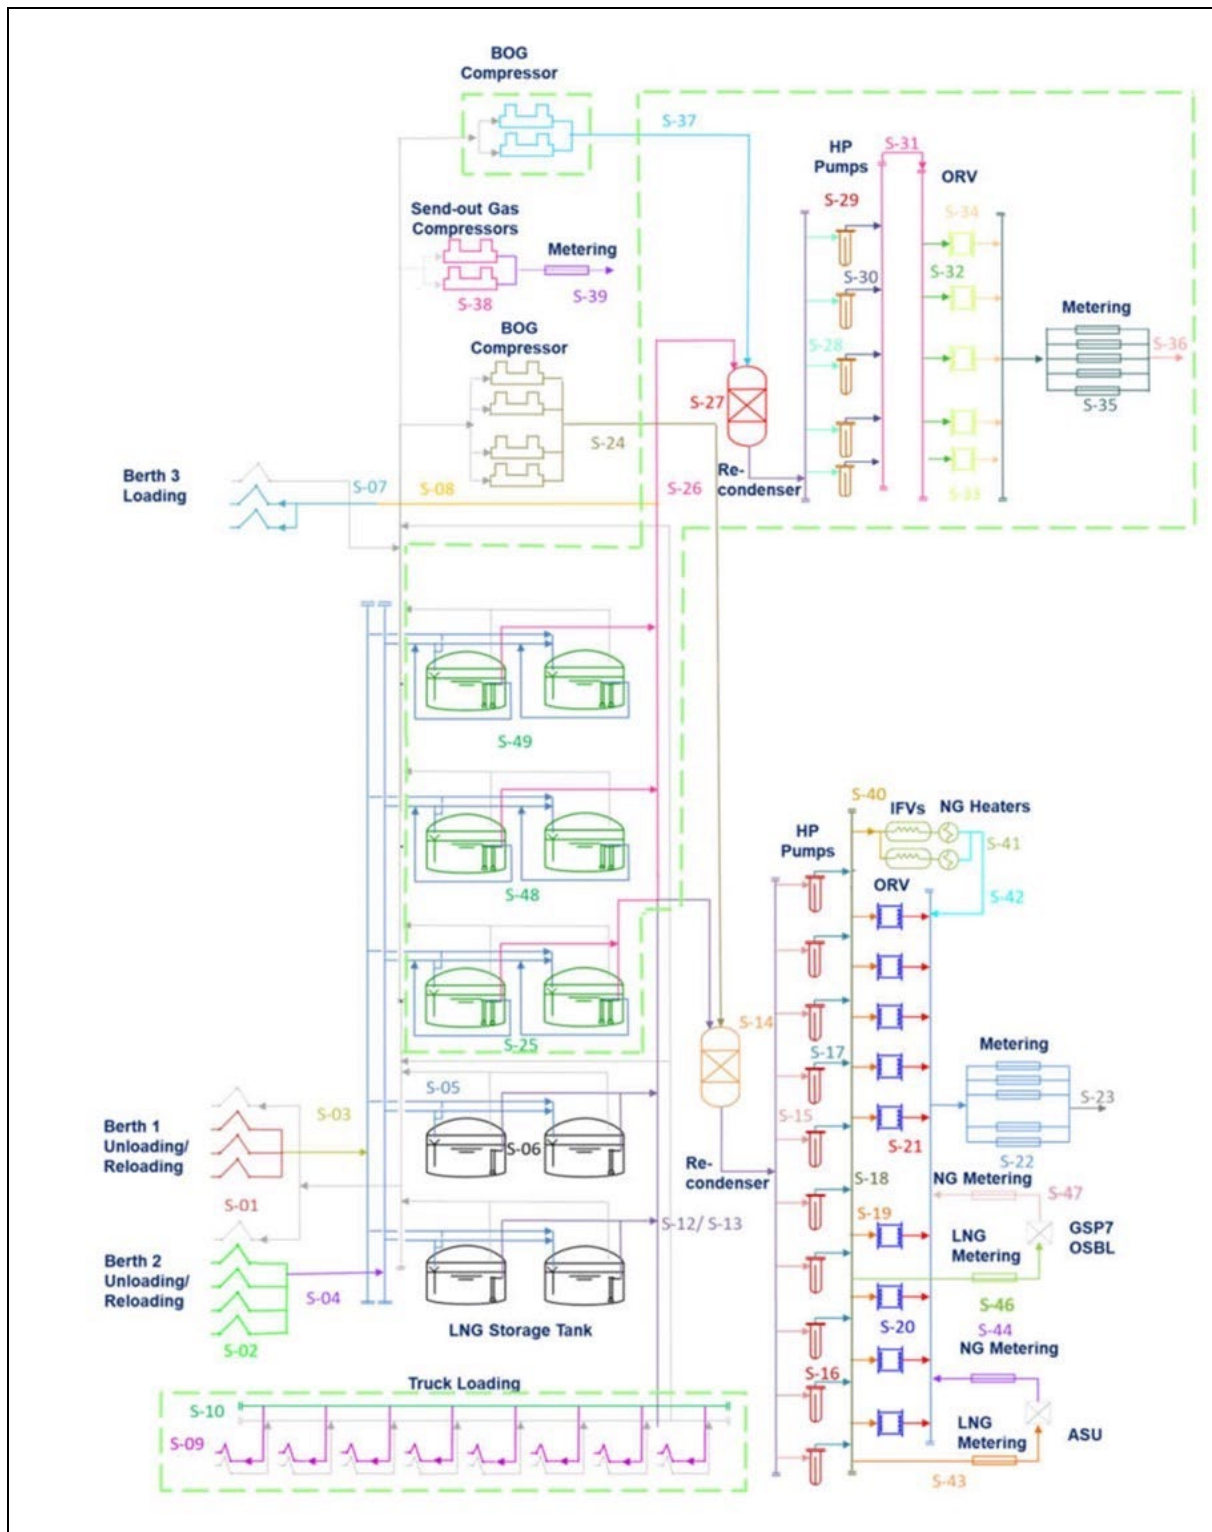 BOG
Compressor
S-37
HP
Pumps
S-31
ORV
S-29
Send-out Gas
Compressors
S-34
Metering
S-32
S-30
S-39
S-38
Metering
BOG
Compressor
S-28
S-36
S-27
S-35
S-14
S-24
Berth 3
Loading
S-07
S-08
S-26
Re-
condenser
S-33
S-49
S-40
IFVs
NG Heaters
HP
Pumps
S-41
ORV
S-48
S-42
S-25
S-17
Metering
S-05
S-23
Berth 1
Unloading/
Reloading
S-03
S-15
S-06
S-21
S-22
Re-
condenser
S-18
NG Metering
S-47
S-01
S-19
S-12/ S-13
GSP7
OSBL
LNG
Metering
Berth 2
Unloading/
Reloading
S-04
S-46
S-20
S-44
LNG Storage Tank
S-02
NG Metering
S-16
Truck Loading
S-10
LNG
Metering
ASU
S-09
S-43